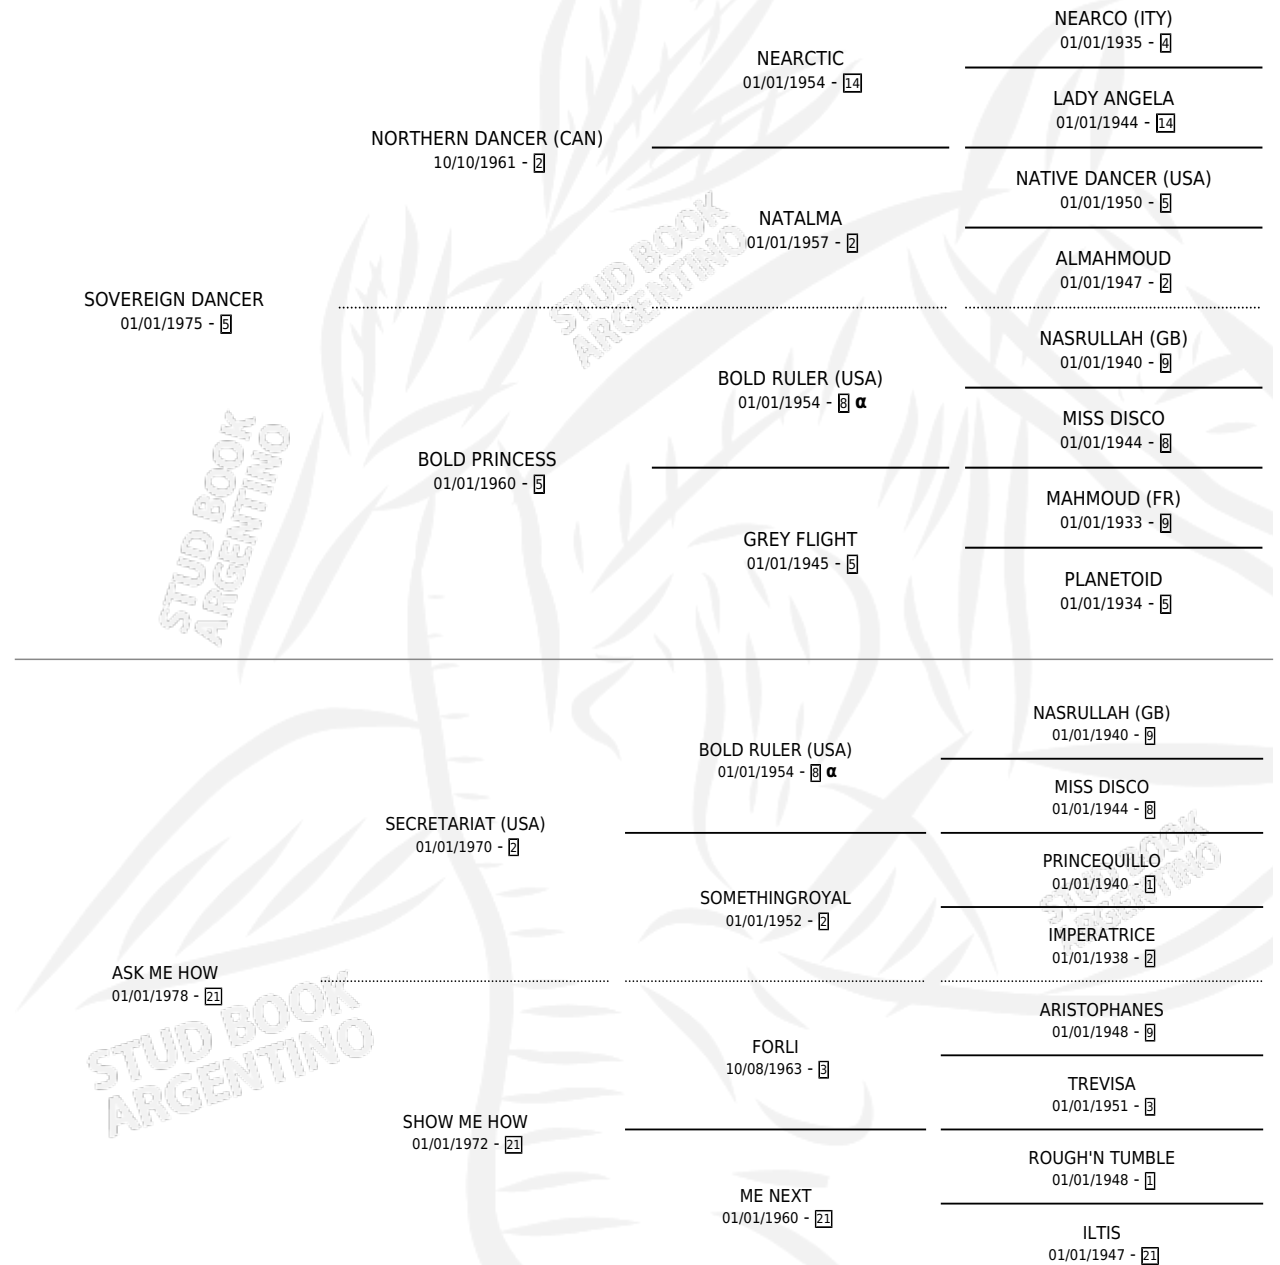 NEARCO (ITY)
01/01/1935 - 4
NEARCTIC
01/01/1954 - 14
LADY ANGELA
01/01/1944 - 14
NORTHERN DANCER (CAN)
10/10/1961 - 2
NATIVE DANCER (USA)
01/01/1950 - 5
NATALMA
01/01/1957 - 2
ALMAHMOUD
01/01/1947 - 2
STUD BOOK
ARGENTINO
SOVEREIGN DANCER
01/01/1975 - 5
NASRULLAH (GB)
01/01/1940 - 9
BOLD RULER (USA)
01/01/1954 - 8 α
MISS DISCO
01/01/1944 - 8
BOLD PRINCESS
01/01/1960 - 5
MAHMOUD (FR)
01/01/1933 - 9
GREY FLIGHT
01/01/1945 - 5
PLANETOID
01/01/1934 - 5
STUD BOOK
ARGENTINO
NASRULLAH (GB)
01/01/1940 - 9
BOLD RULER (USA)
01/01/1954 - 8 α
MISS DISCO
01/01/1944 - 8
SECRETARIAT (USA)
01/01/1970 - 2
PRINCEQUILLO
01/01/1940 - 1
SOMETHINGROYAL
01/01/1952 - 2
IMPERATRICE
01/01/1938 - 2
STUD BOOK
ARGENTINO
ASK ME HOW
01/01/1978 - 21
ARISTOPHANES
01/01/1948 - 9
FORLI
10/08/1963 - 3
TREVISA
01/01/1951 - 3
STUD BOOK
ARGENTINO
SHOW ME HOW
01/01/1972 - 21
ROUGH'N TUMBLE
01/01/1948 - 1
ME NEXT
01/01/1960 - 21
ILTIS
01/01/1947 - 21